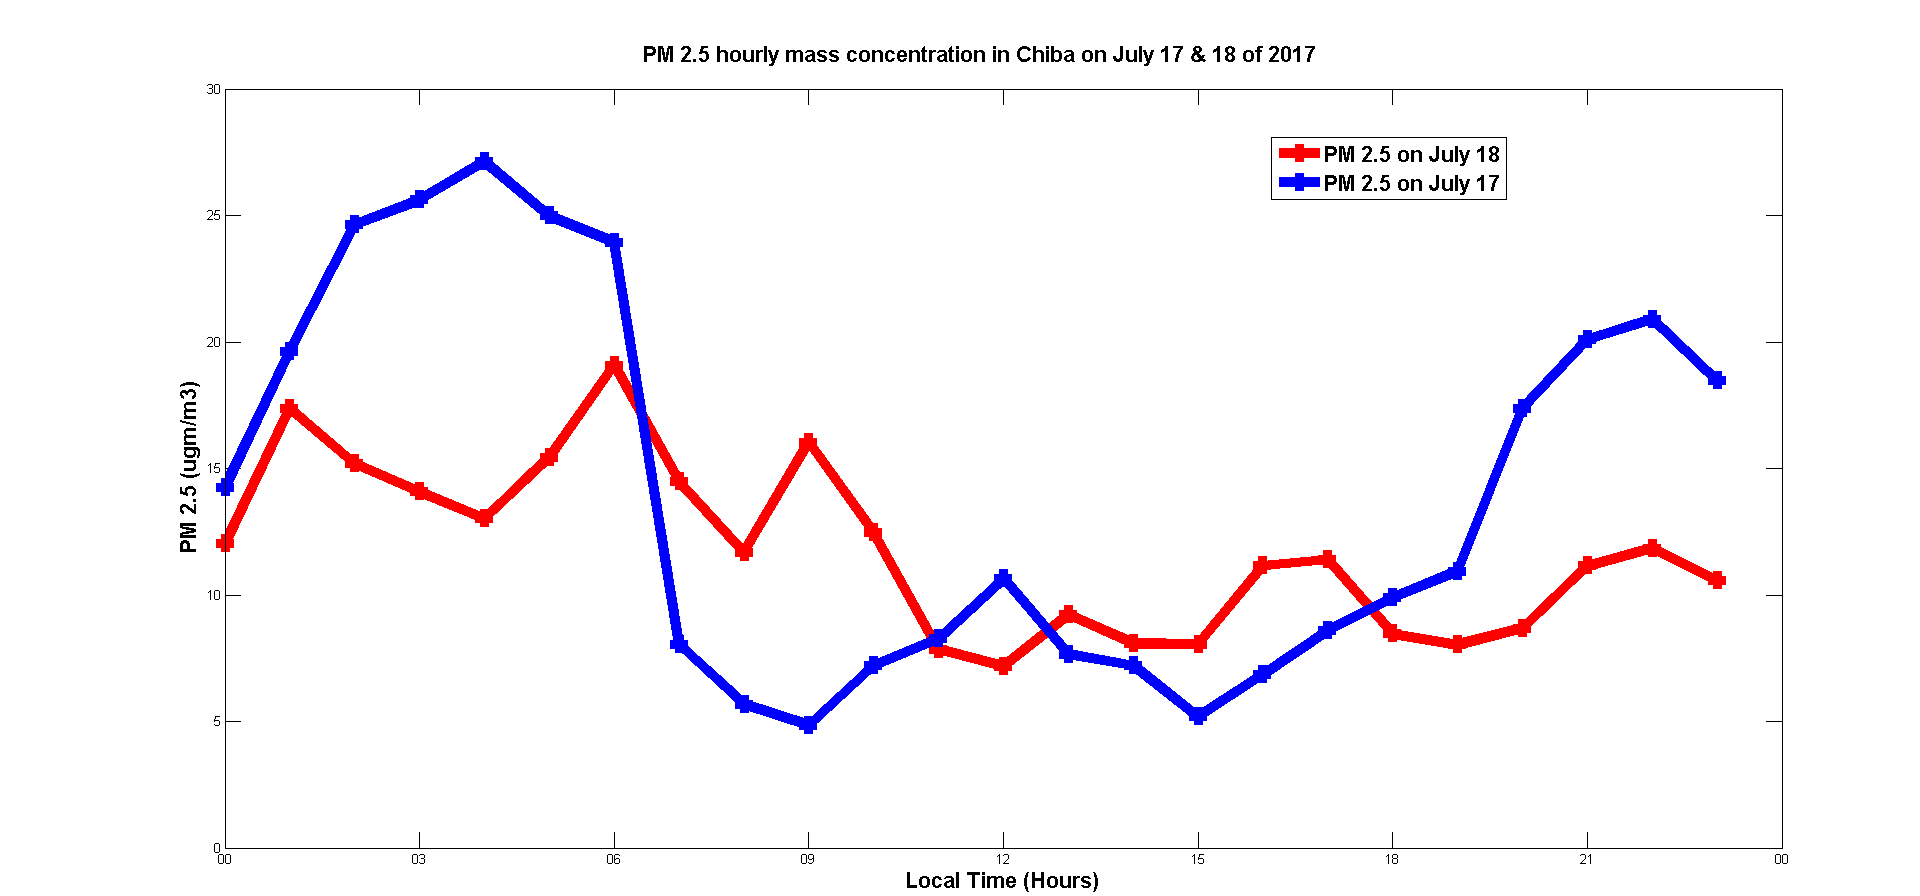 PM 2.5 hourly mass concentration in Chiba on July 17 & 18 of 2017
30
25
20
15
10
5
0
PM 2.5 (ugm/m3)
PM 2.5 on July 18
PM 2.5 on July 17
00 03 06 09 12 15 18 21 00
Local Time (Hours)